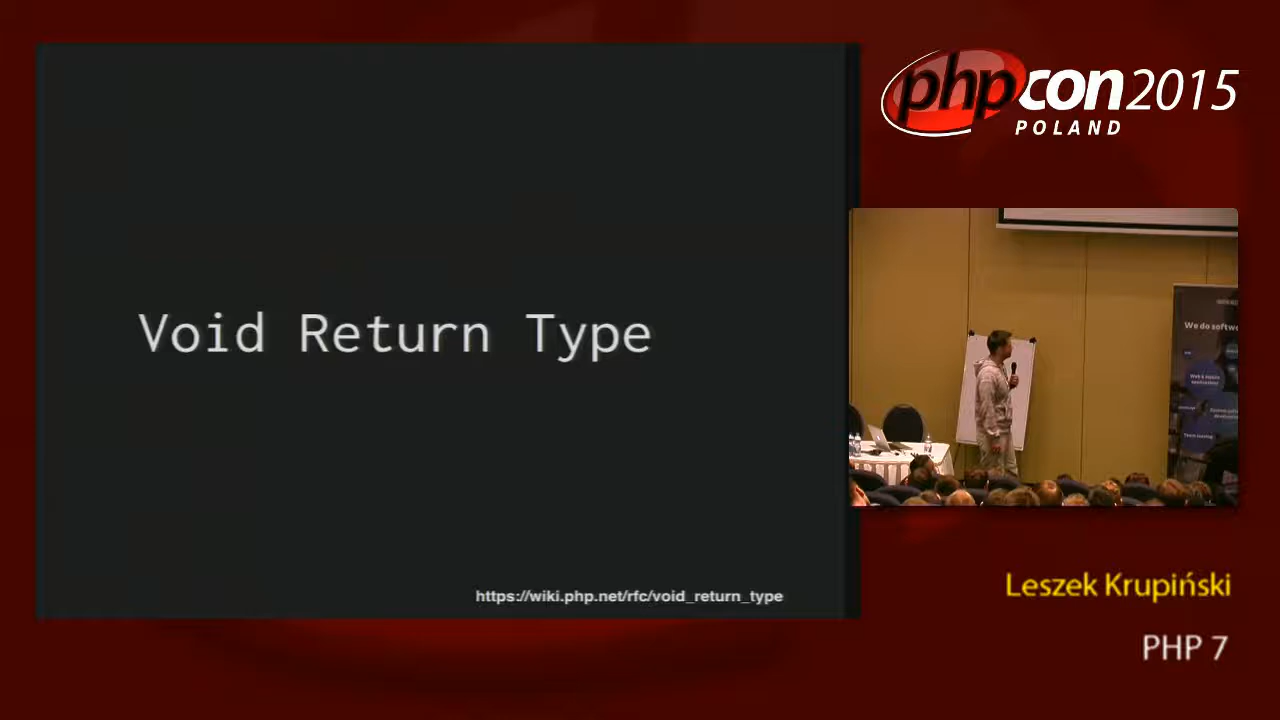 Void Return Type
https://wiki.php.net/rfc/void_return_type
phpcon2015
POLAND
We do softw
Leszek Krupiński
PHP 7